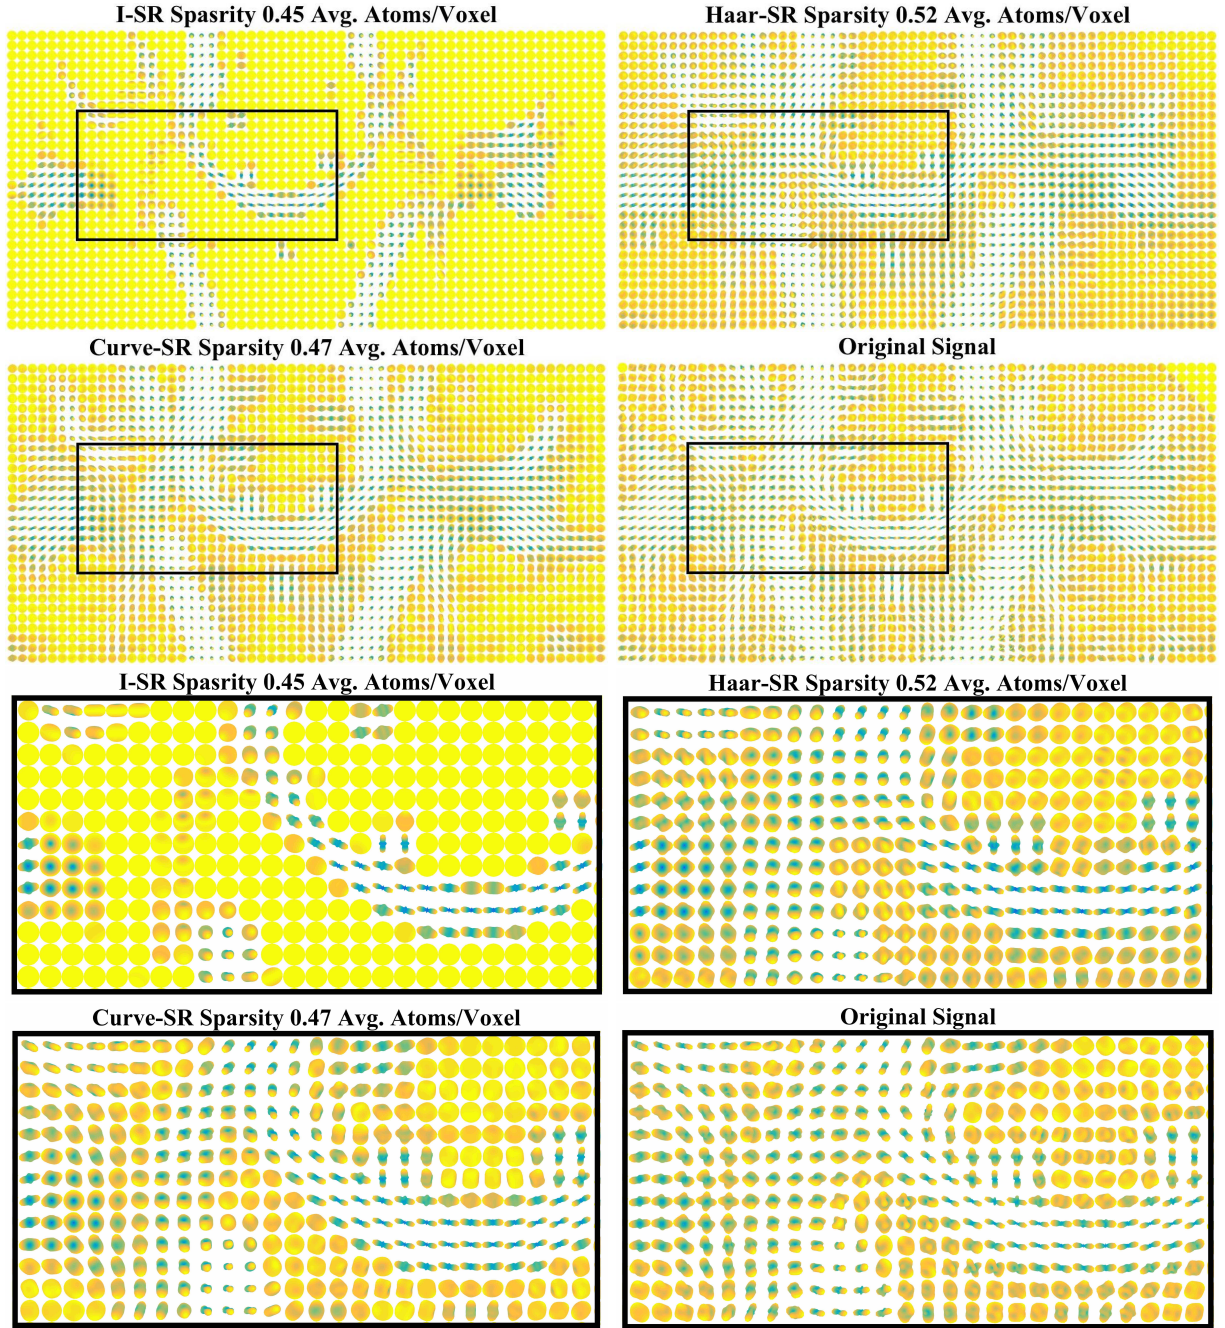 I-SR Spasrity 0.45 Avg. Atoms/Voxel
Haar-SR Sparsity 0.52 Avg. Atoms/Voxel
Curve-SR Sparsity 0.47 Avg. Atoms/Voxel
Original Signal
I-SR Spasrity 0.45 Avg. Atoms/Voxel
Haar-SR Sparsity 0.52 Avg. Atoms/Voxel
Curve-SR Sparsity 0.47 Avg. Atoms/Voxel
Original Signal